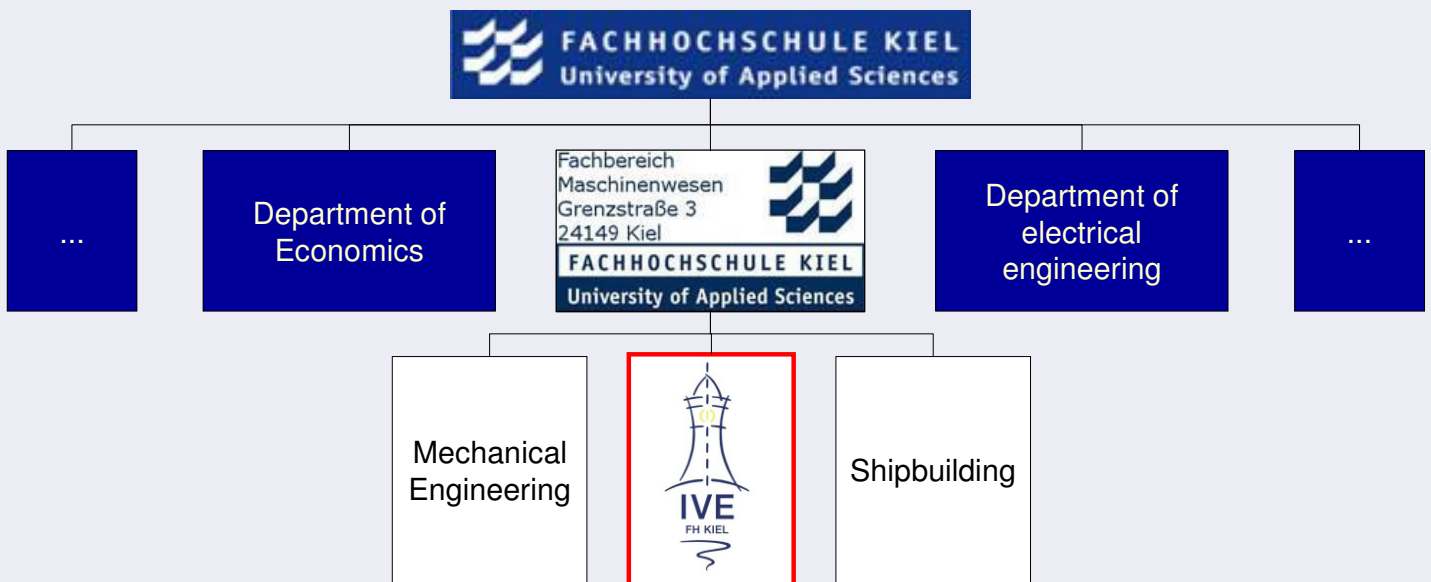 FACHHOCHSCHULE KIEL
University of Applied Sciences
...
Department of
Economics
Fachbereich
Maschinenwesen
Grenzstraße 3
24149 Kiel
FACHHOCHSCHULE KIEL
University of Applied Sciences
Department of
electrical
engineering
...
Mechanical
Engineering
IVE
FH KIEL
Shipbuilding